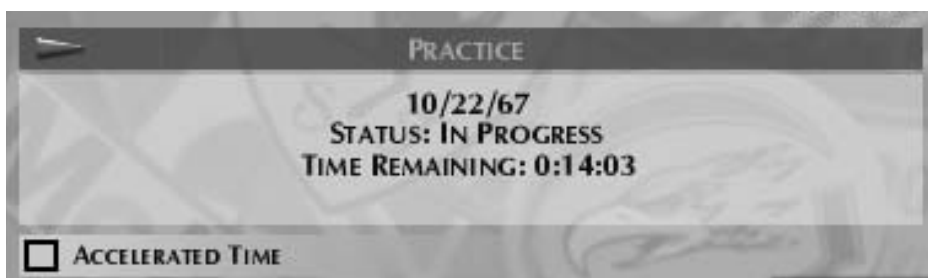 PRACTICE
10/22/67
STATUS: IN PROGRESS
TIME REMAINING: 0:14:03
ACCELERATED TIME